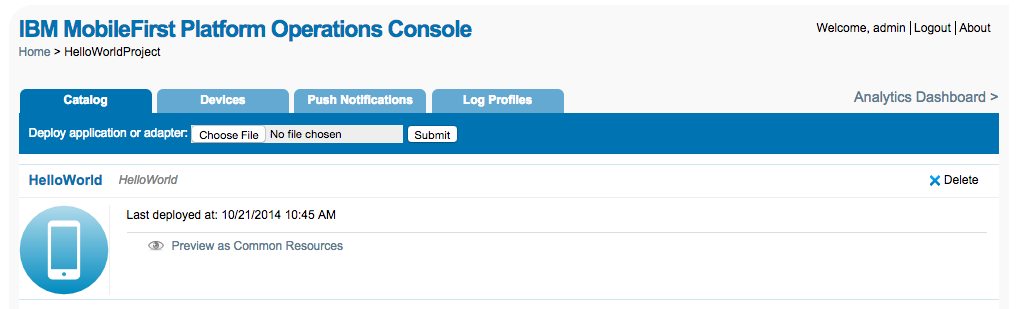 IBM MobileFirst Platform Operations Console
Welcome, admin | Logout | About
Home > HelloWorldProject
Catalog Devices Push Notifications Log Profiles
Analytics Dashboard >
Deploy application or adapter: Choose File No file chosen Submit
HelloWorld HelloWorld Delete
Last deployed at: 10/21/2014 10:45 AM
Preview as Common Resources